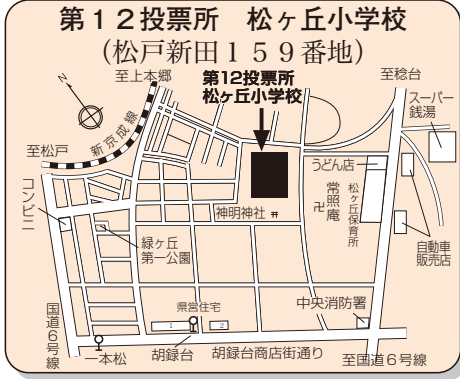 第12投票所 松ヶ丘小学校
(松戸新田159番地)
至上本郷
第12投票所
松ヶ丘小学校
至稔台
N
スーパー
銭湯
新京成線
至松戸
うどん店
コンビニ
常照庵
卍
松ヶ丘保育所
神明神社
緑ヶ丘
第一公園
自動車
販売店
国道6号線
県営住宅
1
2
中央消防署
一本松
胡録台
胡録台商店街通り
至国道6号線